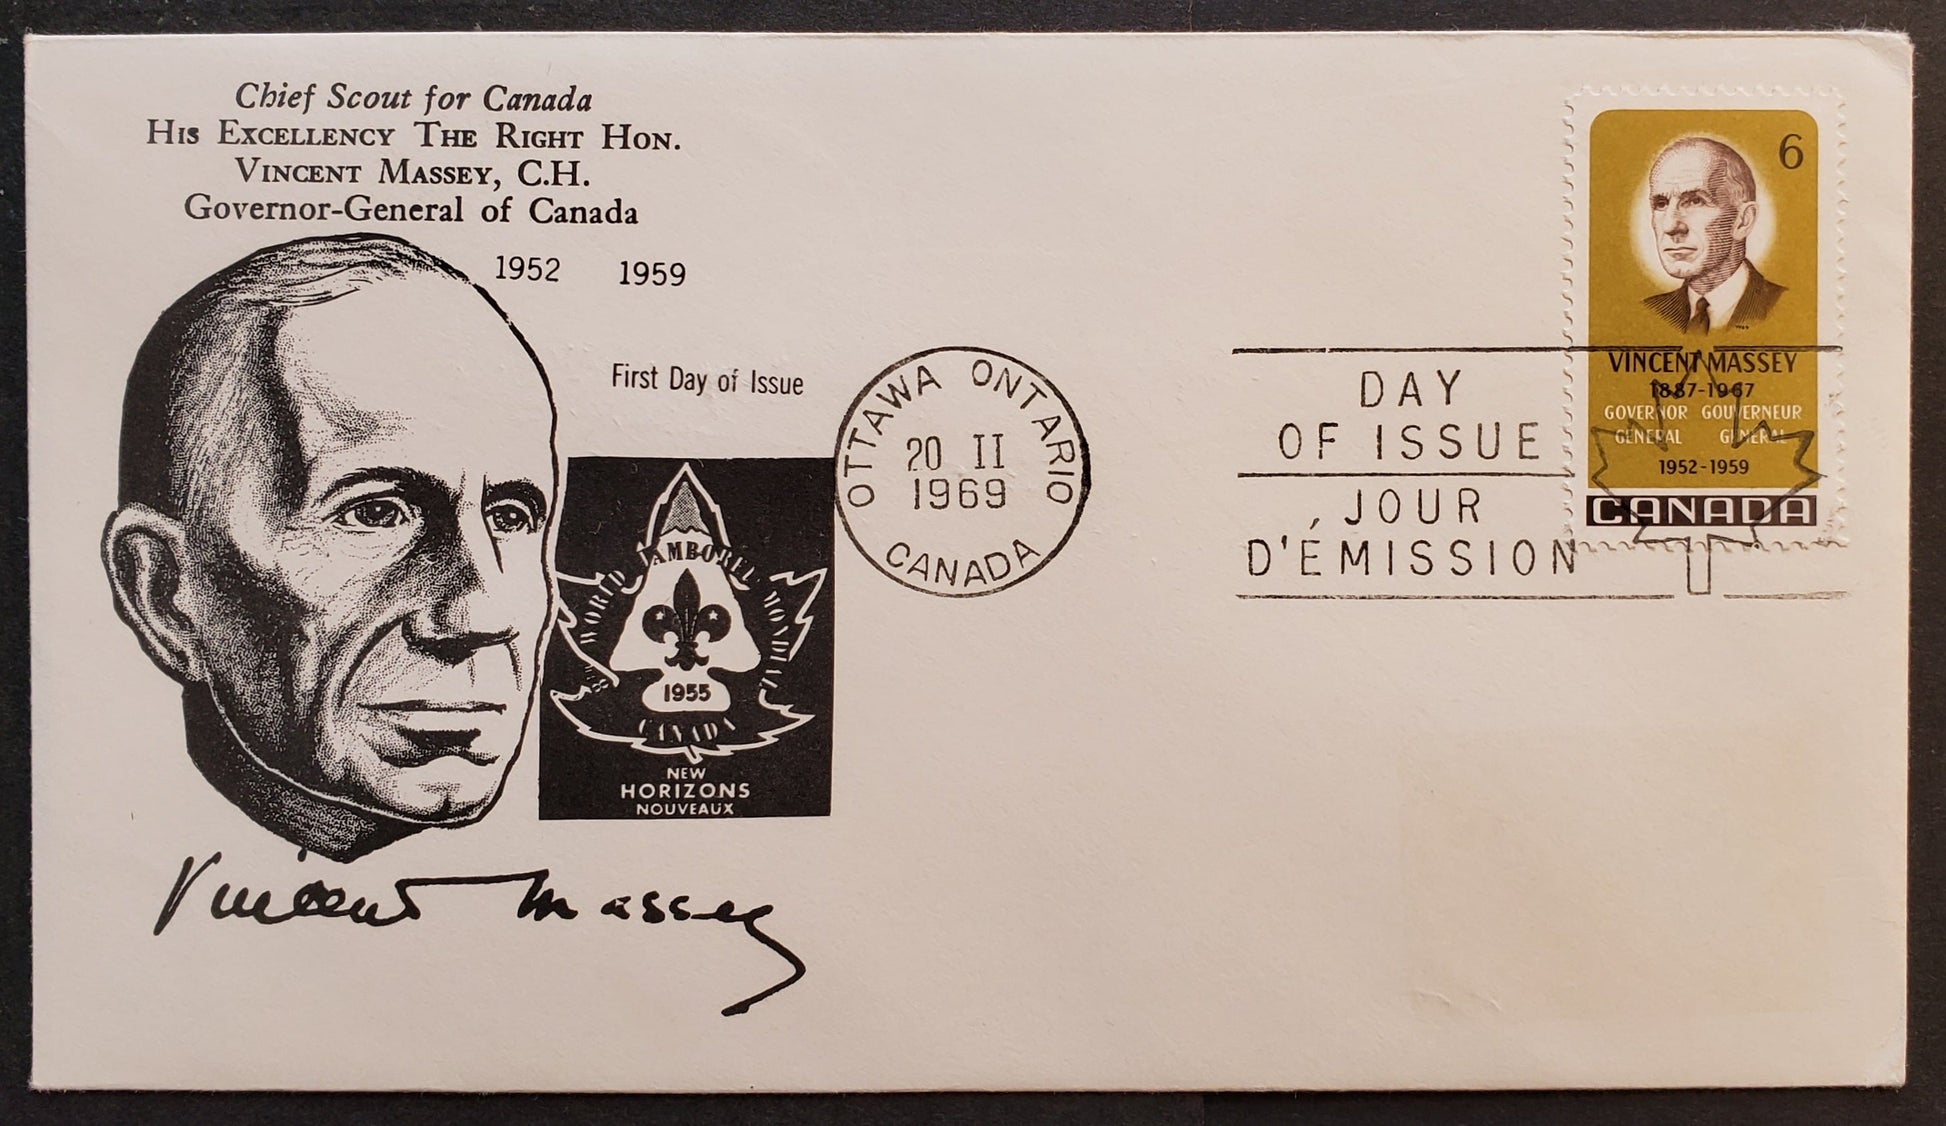 Chief Scout for Canada
His Excellency The Right Hon.
Vincent Massey, C.H.
Governor-General of Canada
1952 1959
First Day of Issue
8th WORLD JAMBOREE MONDIAL
1955
CANADA
NEW
HORIZONS
NOUVEAUX
Vincent Massey
OTTAWA ONTARIO
20 II
1969
CANADA
DAY
OF ISSUE
JOUR
D'ÉMISSION
6
VINCENT MASSEY
1887-1967
GOVERNOR GOUVERNEUR
GENERAL GÉNÉRAL
1952-1959
CANADA